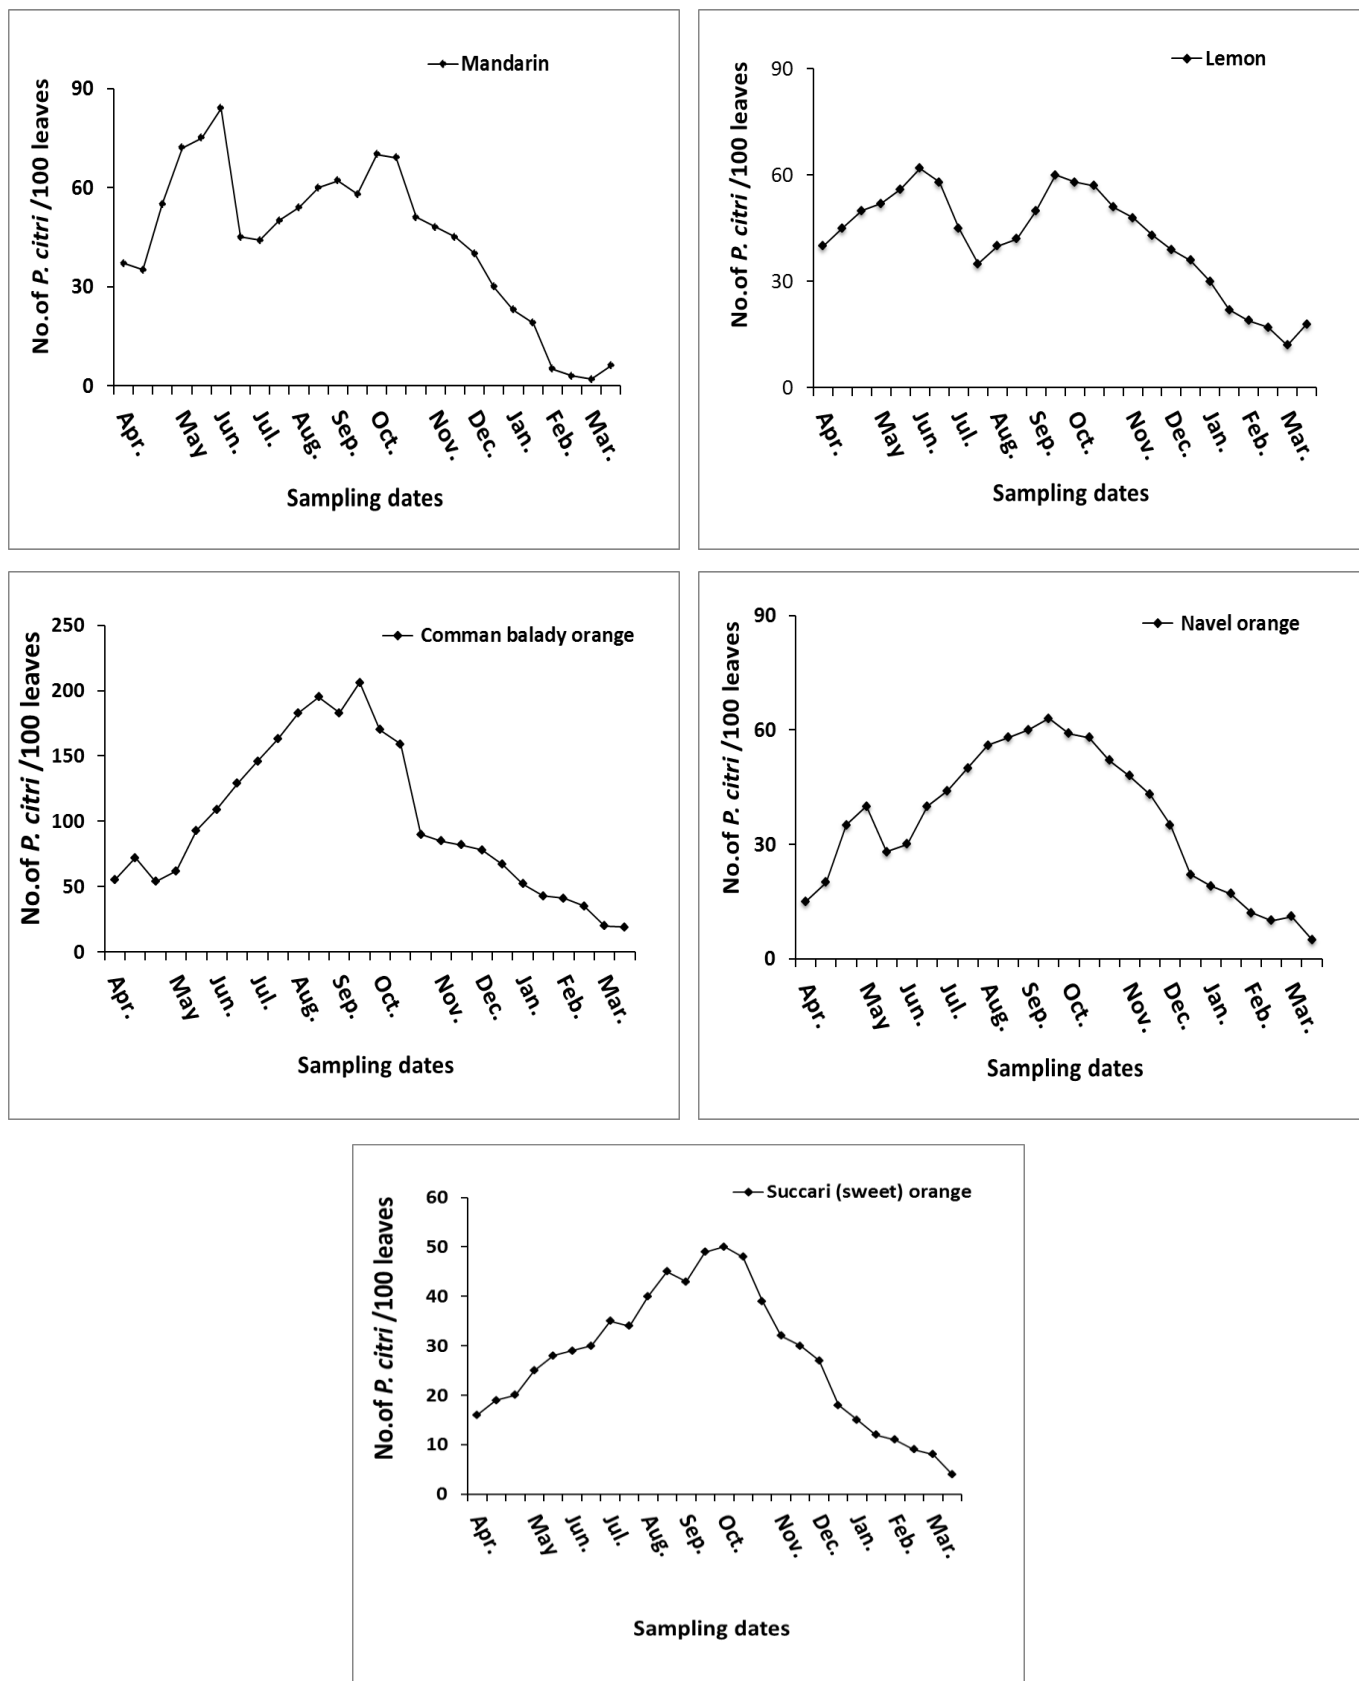 Mandarin
No.of P. citri /100 leaves
90
60
30
0
Apr. May Jun. Jul. Aug. Sep. Oct. Nov. Dec. Jan. Feb. Mar.
Sampling dates
Lemon
No.of P. citri /100 leaves
90
60
30
0
Apr. May Jun. Jul. Aug. Sep. Oct. Nov. Dec. Jan. Feb. Mar.
Sampling dates
Comman balady orange
No.of P. citri /100 leaves
250
200
150
100
50
0
Apr. May Jun. Jul. Aug. Sep. Oct. Nov. Dec. Jan. Feb. Mar.
Sampling dates
Navel orange
No.of P. citri /100 leaves
90
60
30
0
Apr. May Jun. Jul. Aug. Sep. Oct. Nov. Dec. Jan. Feb. Mar.
Sampling dates
Succari (sweet) orange
No.of P. citri /100 leaves
60
50
40
30
20
10
0
Apr. May Jun. Jul. Aug. Sep. Oct. Nov. Dec. Jan. Feb. Mar.
Sampling dates